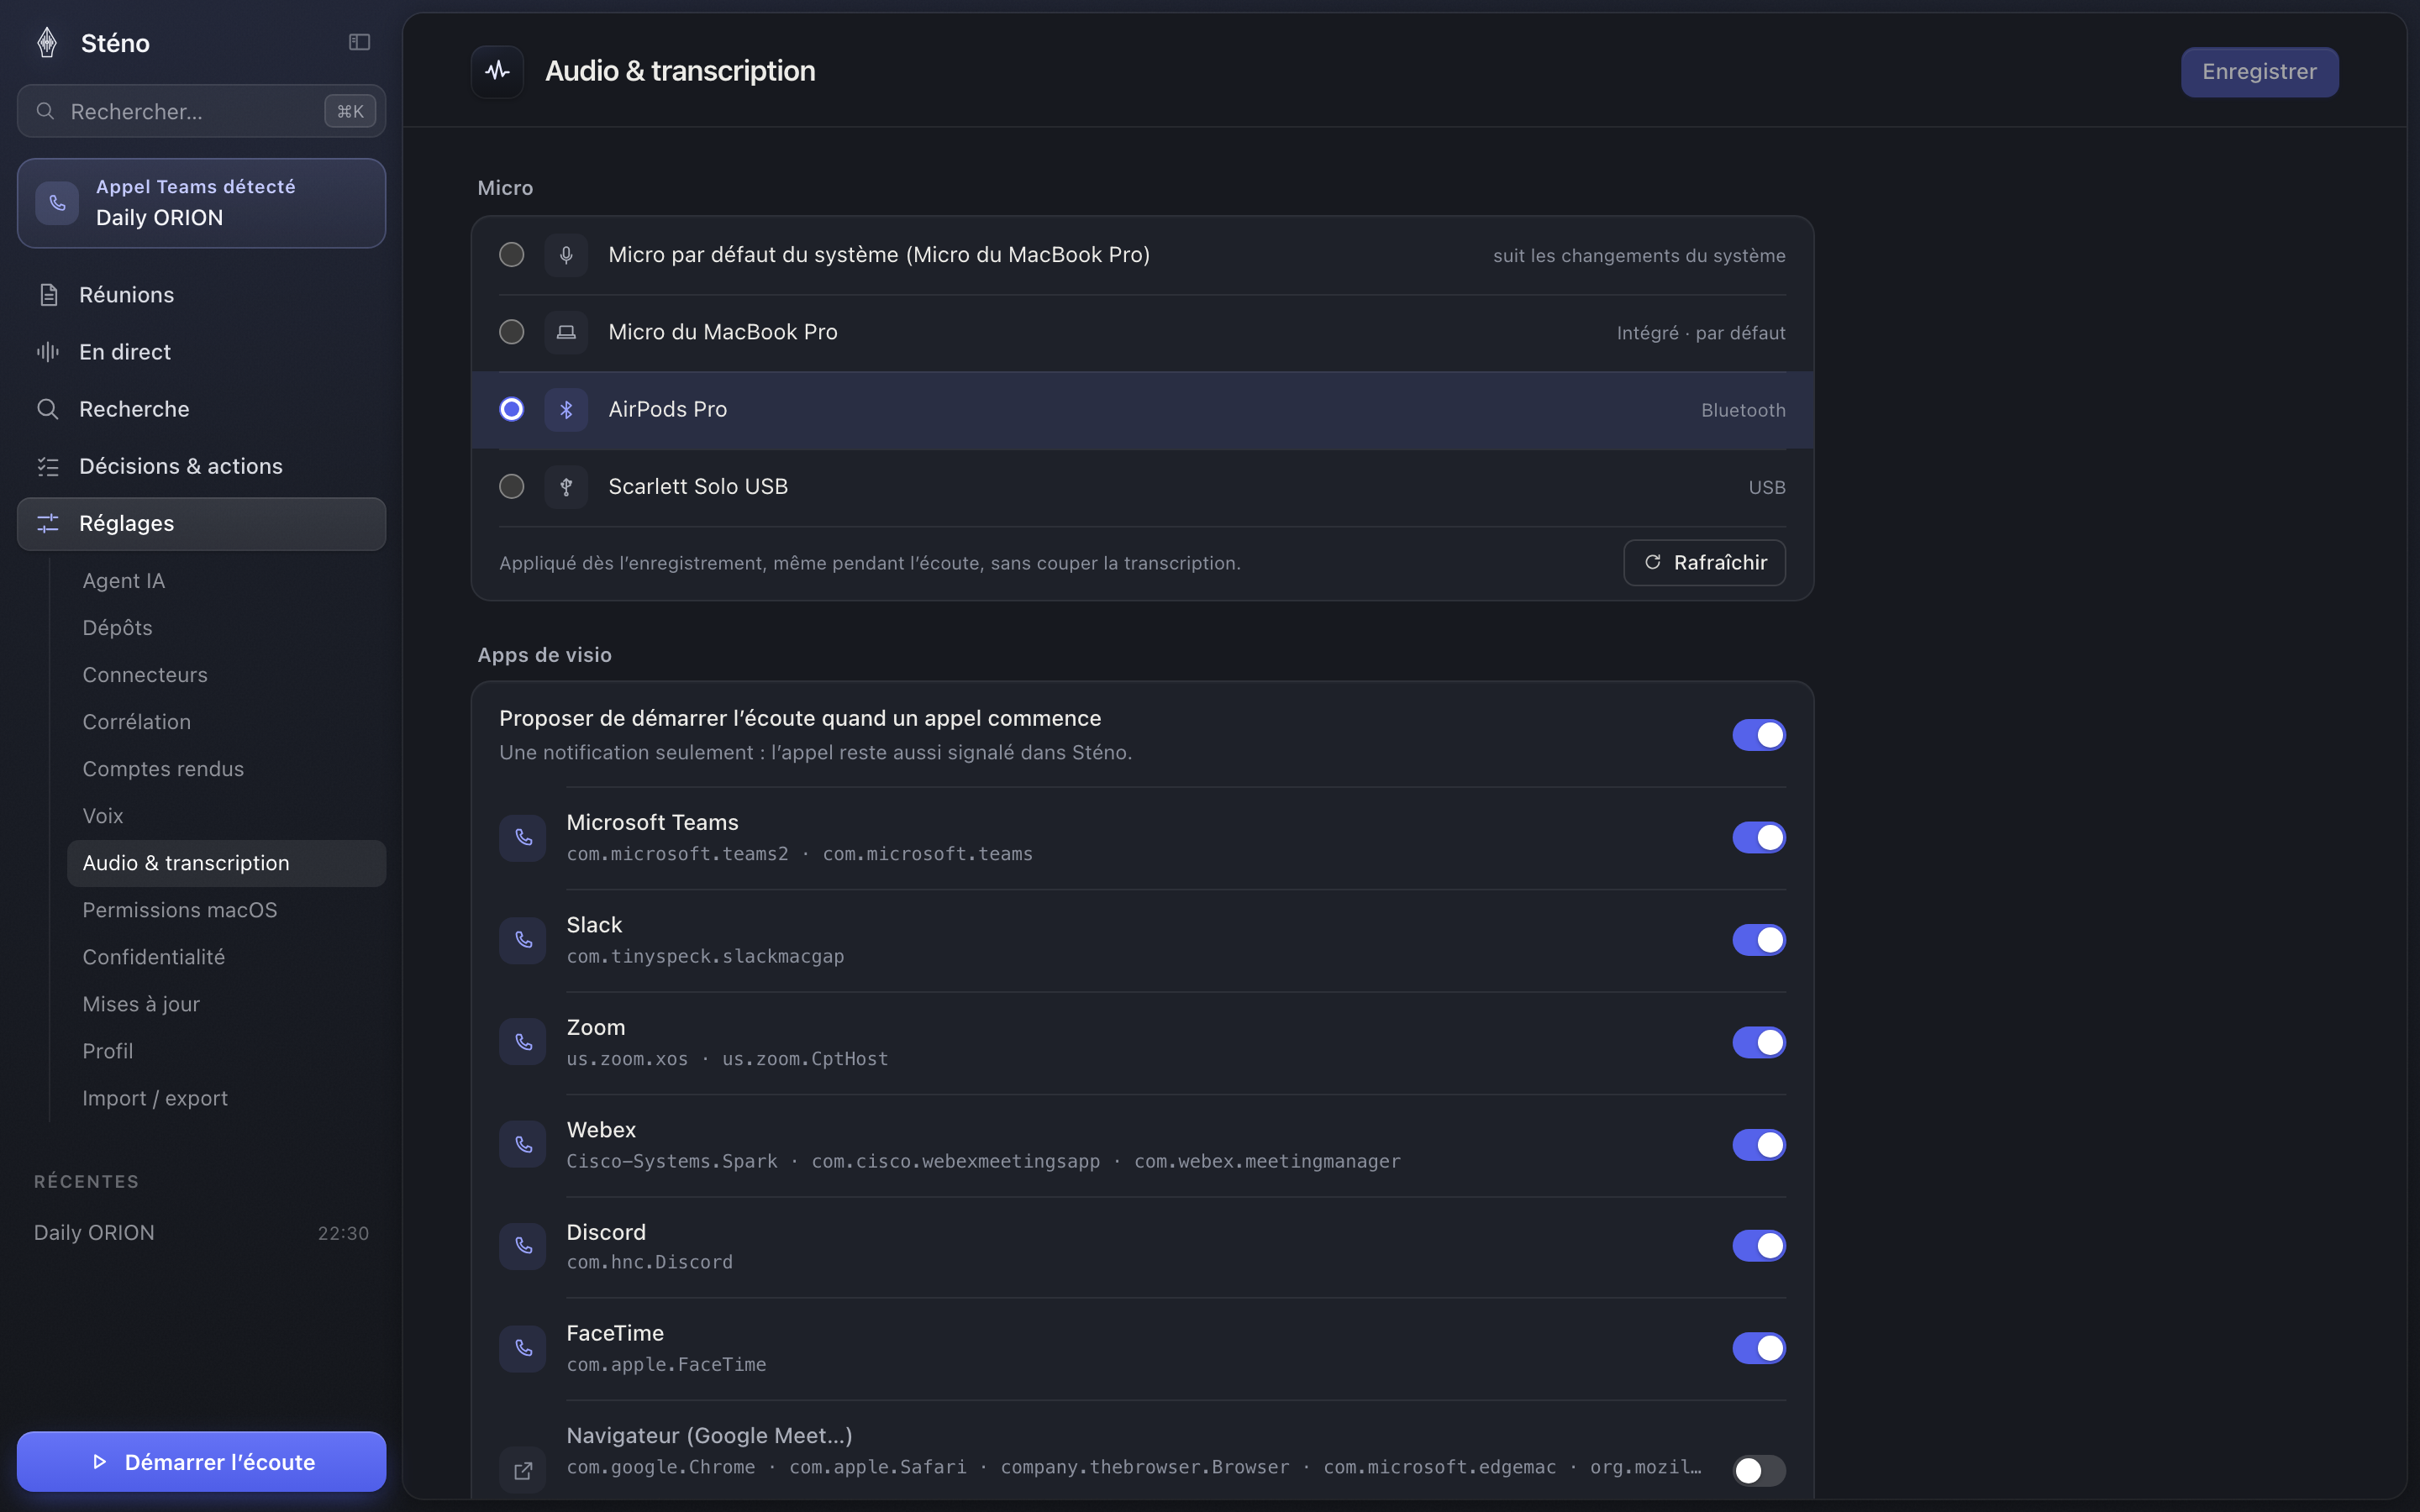 Sténo
Rechercher...
⌘K
Appel Teams détecté
Daily ORION
Réunions
En direct
Recherche
Décisions & actions
Réglages
Agent IA
Dépôts
Connecteurs
Corrélation
Comptes rendus
Voix
Audio & transcription
Permissions macOS
Confidentialité
Mises à jour
Profil
Import / export
RÉCENTES
Daily ORION 22:30
Démarrer l’écoute
Audio & transcription
Enregistrer
Micro
Micro par défaut du système (Micro du MacBook Pro) suit les changements du système
Micro du MacBook Pro Intégré · par défaut
AirPods Pro Bluetooth
Scarlett Solo USB USB
Appliqué dès l’enregistrement, même pendant l’écoute, sans couper la transcription. Rafraîchir
Apps de visio
Proposer de démarrer l’écoute quand un appel commence
Une notification seulement : l’appel reste aussi signalé dans Sténo.
Microsoft Teams
com.microsoft.teams2 · com.microsoft.teams
Slack
com.tinyspeck.slackmacgap
Zoom
us.zoom.xos · us.zoom.CptHost
Webex
Cisco-Systems.Spark · com.cisco.webexmeetingsapp · com.webex.meetingmanager
Discord
com.hnc.Discord
FaceTime
com.apple.FaceTime
Navigateur (Google Meet…)
com.google.Chrome · com.apple.Safari · company.thebrowser.Browser · com.microsoft.edgemac · org.mozil…